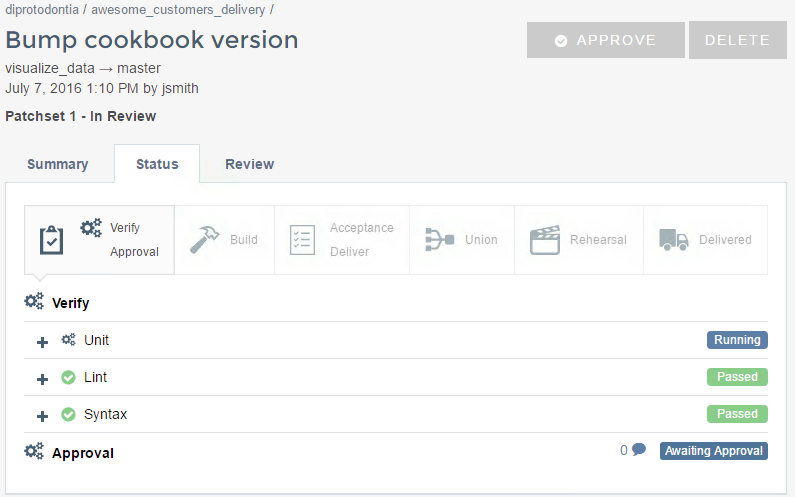 diprotodontia / awesome_customers_delivery /
Bump cookbook version
APPROVE
DELETE
visualize_data → master
July 7, 2016 1:10 PM by jsmith
Patchset 1 - In Review
Summary
Status
Review
Verify
Approval
Build
Acceptance
Deliver
Union
Rehearsal
Delivered
Verify
Unit Running
Lint Passed
Syntax Passed
Approval 0 Awaiting Approval